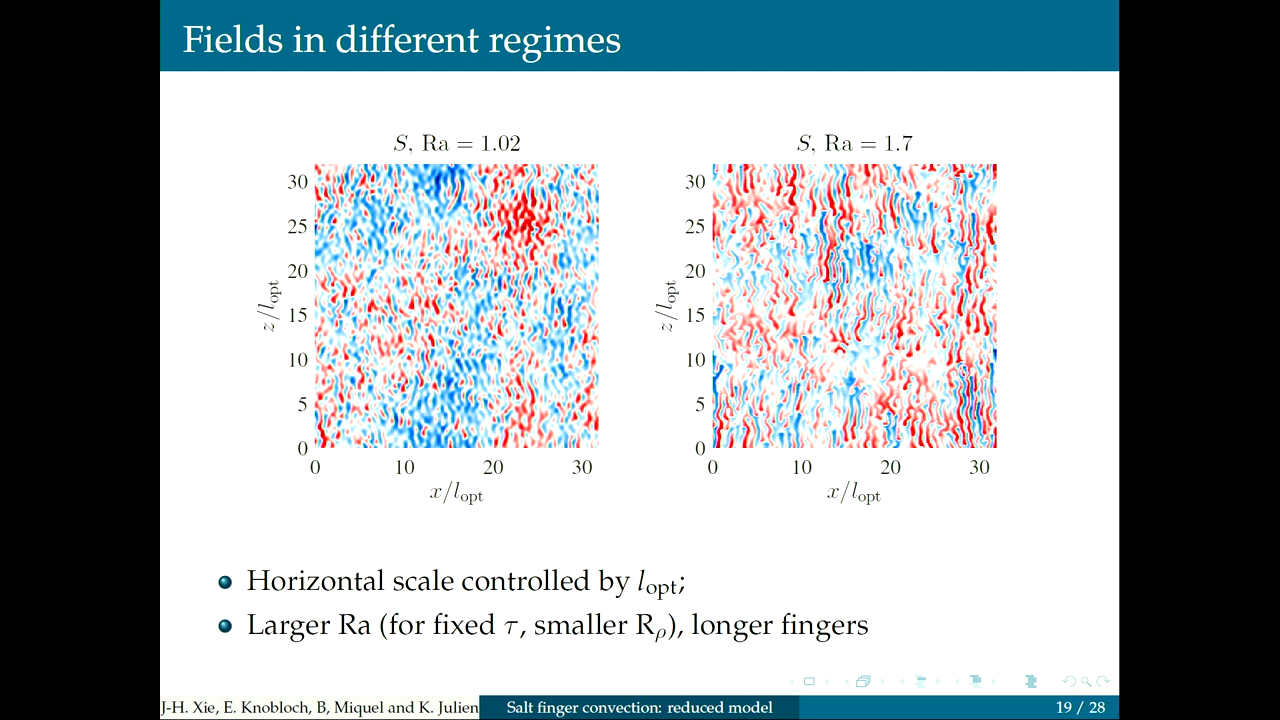 Fields in different regimes
S, Ra = 1.02
S, Ra = 1.7
30
25
20
15
10
5
0
z/l_opt
0 10 20 30
x/l_opt
30
25
20
15
10
5
0
z/l_opt
0 10 20 30
x/l_opt
Horizontal scale controlled by l_opt;
Larger Ra (for fixed τ, smaller R_ρ), longer fingers
J-H. Xie, E. Knobloch, B, Miquel and K. Julien
Salt finger convection: reduced model
19 / 28